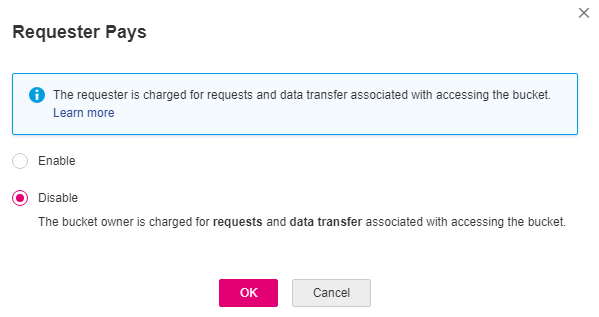 Requester Pays
The requester is charged for requests and data transfer associated with accessing the bucket.
Learn more
Enable
Disable
The bucket owner is charged for requests and data transfer associated with accessing the bucket.
OK Cancel